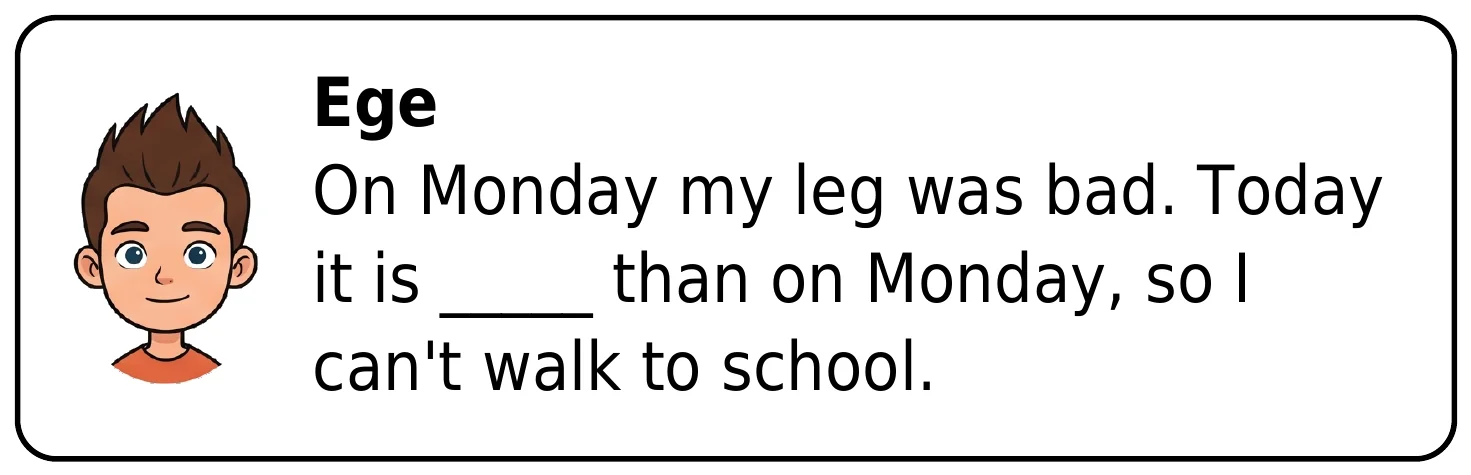 Ege
On Monday my leg was bad. Today
it is _____ than on Monday, so I
can't walk to school.